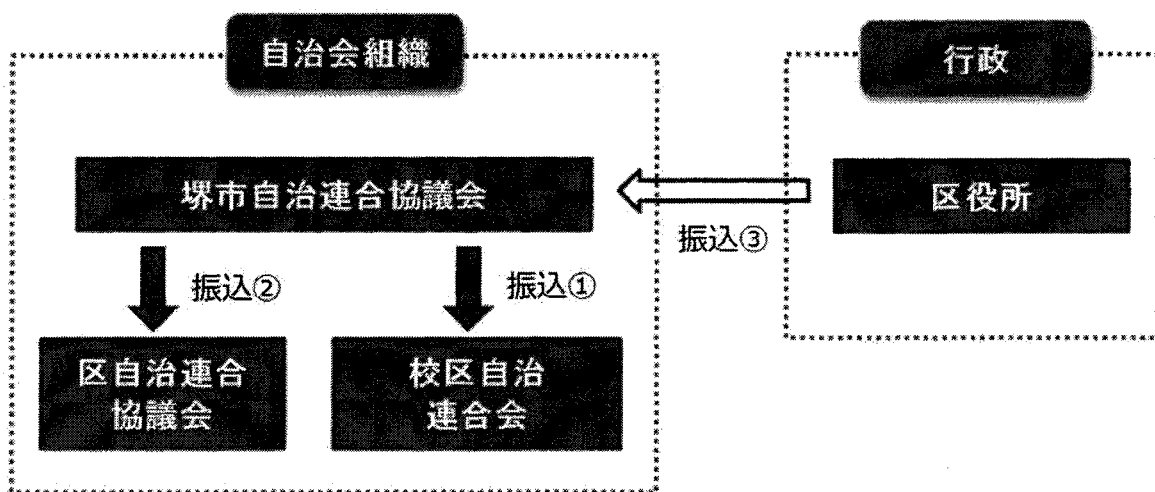 自治会組織
行政
堺市自治連合協議会
区役所
振込③
振込②
振込①
区自治連合
協議会
校区自治
連合会